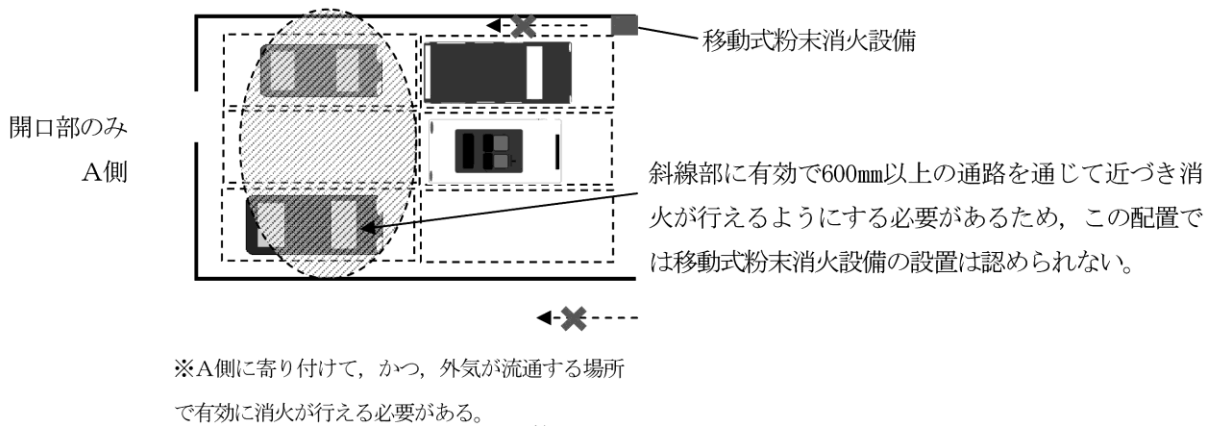 移動式粉末消火設備
開口部のみ
A側
斜線部に有効で600㎜以上の通路を通じて近づき消
火が行えるようにする必要があるため，この配置で
は移動式粉末消火設備の設置は認められない。
※A側に寄り付けて，かつ，外気が流通する場所
で有効に消火が行える必要がある。